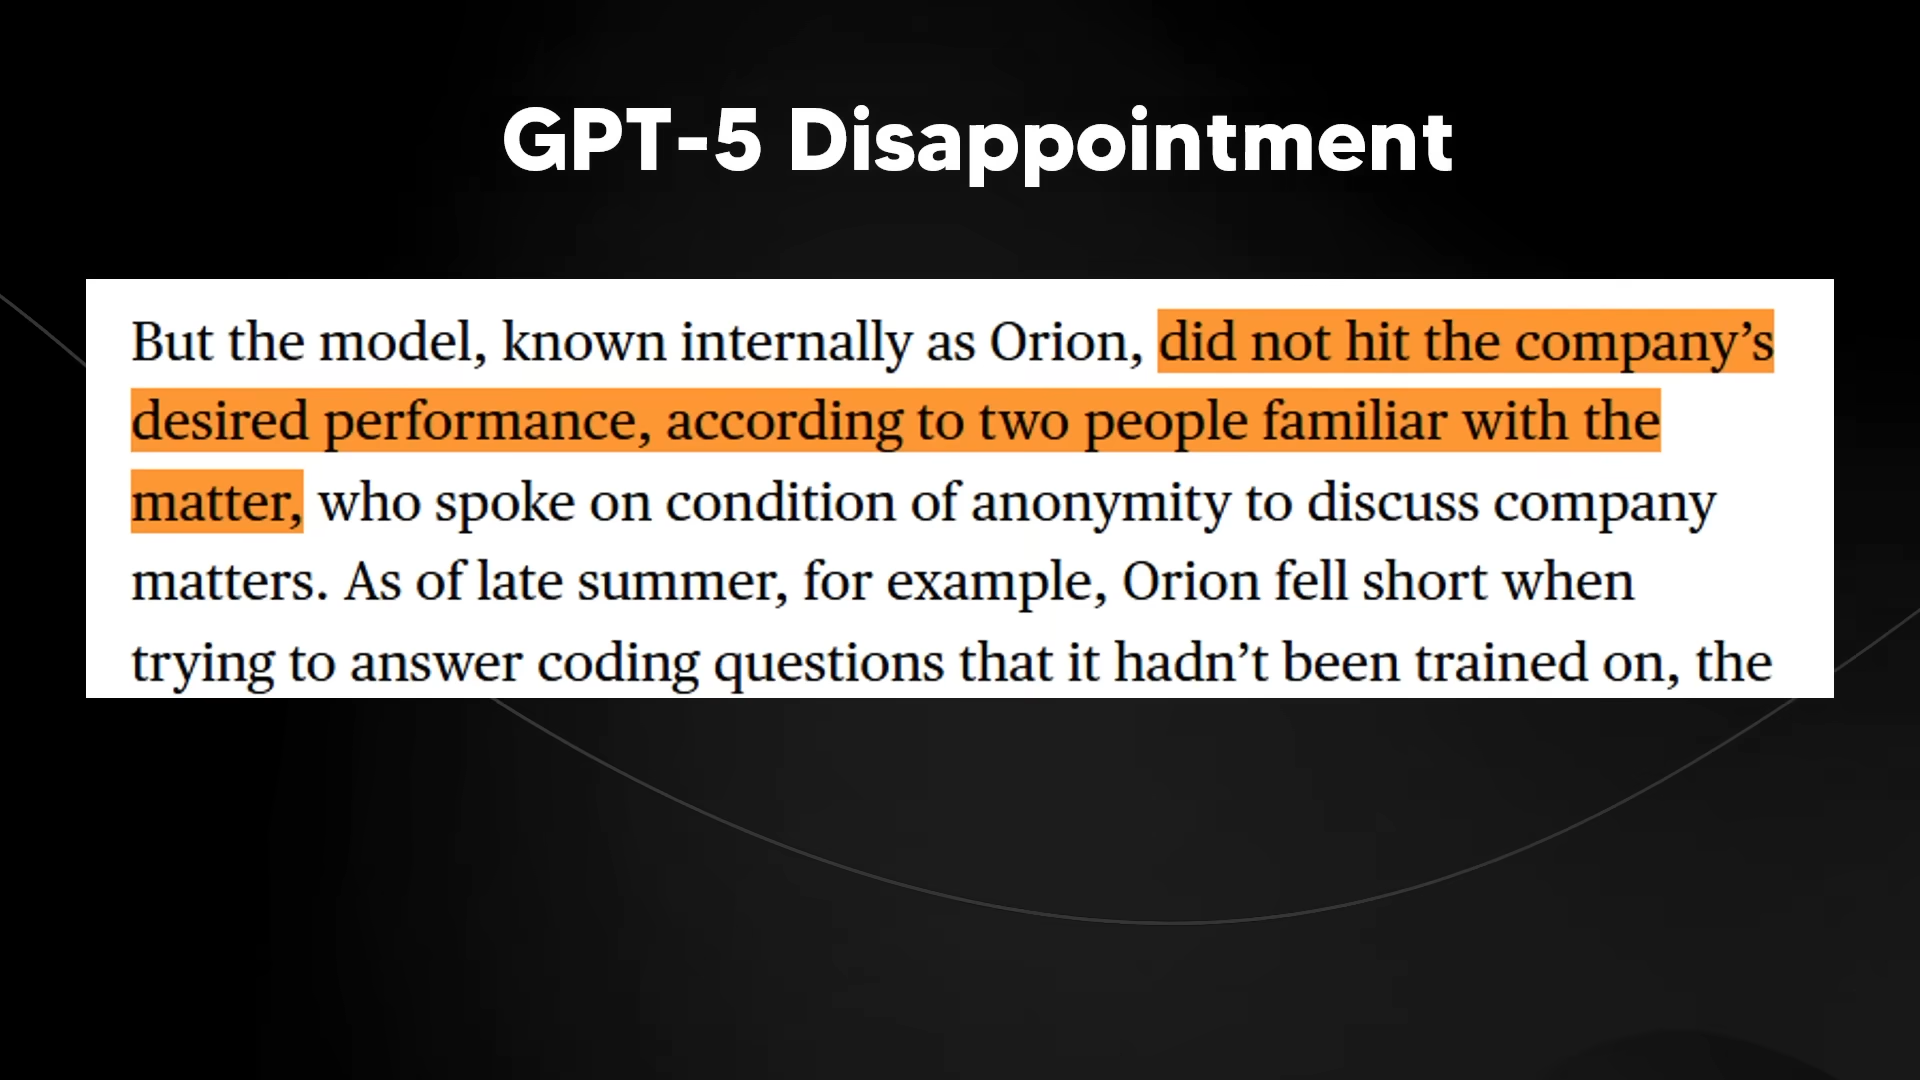 GPT-5 Disappointment
But the model, known internally as Orion, did not hit the company’s
desired performance, according to two people familiar with the
matter, who spoke on condition of anonymity to discuss company
matters. As of late summer, for example, Orion fell short when
trying to answer coding questions that it hadn’t been trained on, the